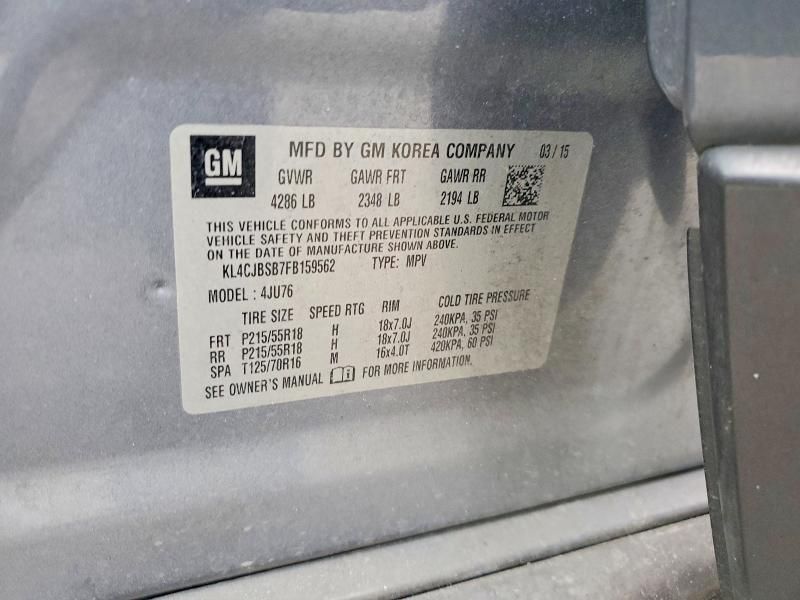 GM
MFD BY GM KOREA COMPANY 03/15
GVWR GAWR FRT GAWR RR
4286 LB 2348 LB 2194 LB
THIS VEHICLE CONFORMS TO ALL APPLICABLE U.S. FEDERAL MOTOR
VEHICLE SAFETY AND THEFT PREVENTION STANDARDS IN EFFECT
ON THE DATE OF MANUFACTURE SHOWN ABOVE.
KL4CJBSB7FB159562 TYPE: MPV
MODEL : 4JU76
TIRE SIZE SPEED RTG RIM COLD TIRE PRESSURE
FRT P215/55R18 H 18x7.0J 240KPA, 35 PSI
RR P215/55R18 H 18x7.0J 240KPA, 35 PSI
SPA T125/70R16 M 16x4.0T 420KPA, 60 PSI
SEE OWNER'S MANUAL FOR MORE INFORMATION.